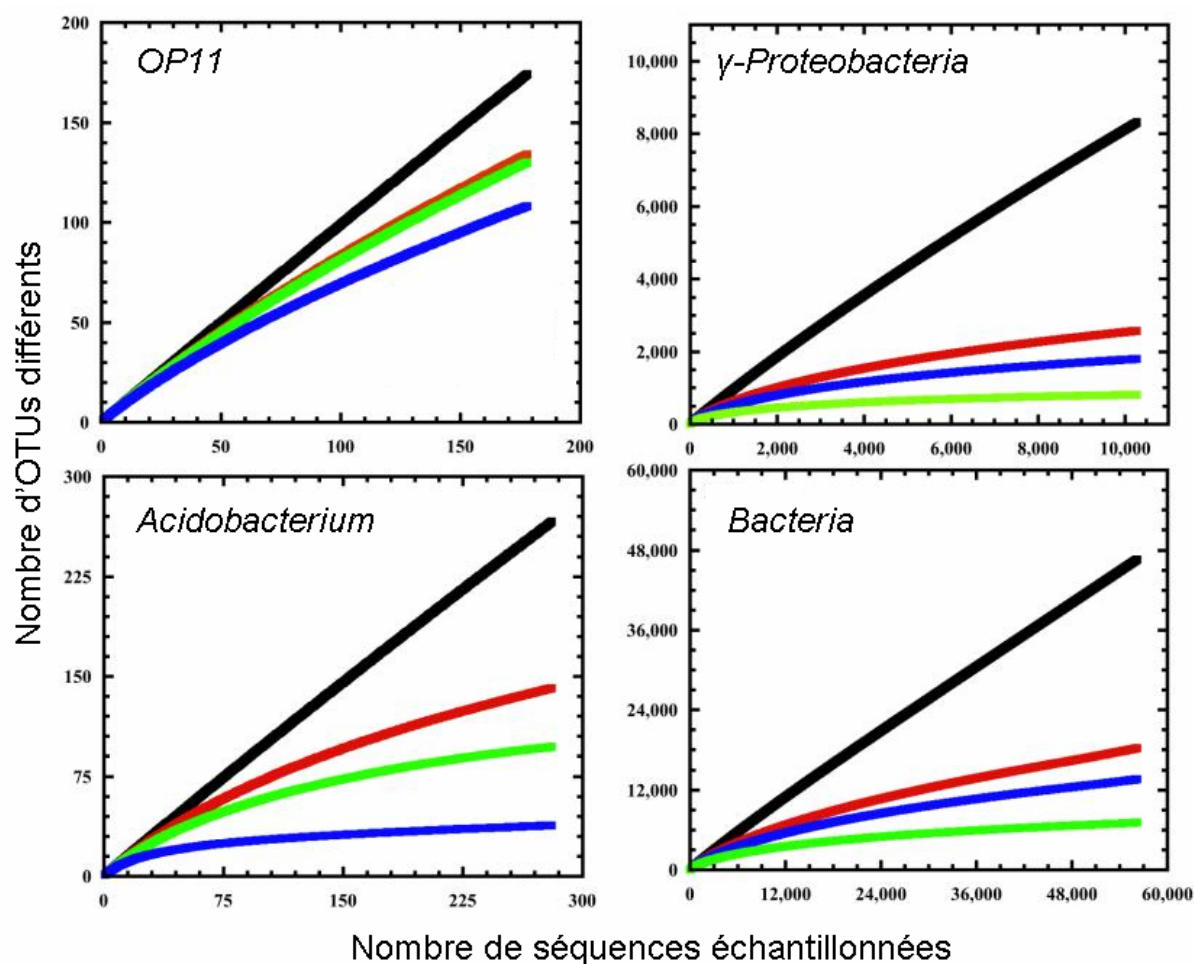 Nombre d'OTUs différents
OP11
200
150
100
50
0
0 50 100 150 200
γ-Proteobacteria
10,000
8,000
6,000
4,000
2,000
0
0 2,000 4,000 6,000 8,000 10,000
Acidobacterium
300
225
150
75
0
0 75 150 225 300
Bacteria
60,000
48,000
36,000
24,000
12,000
0
0 12,000 24,000 36,000 48,000 60,000
Nombre de séquences échantillonnées